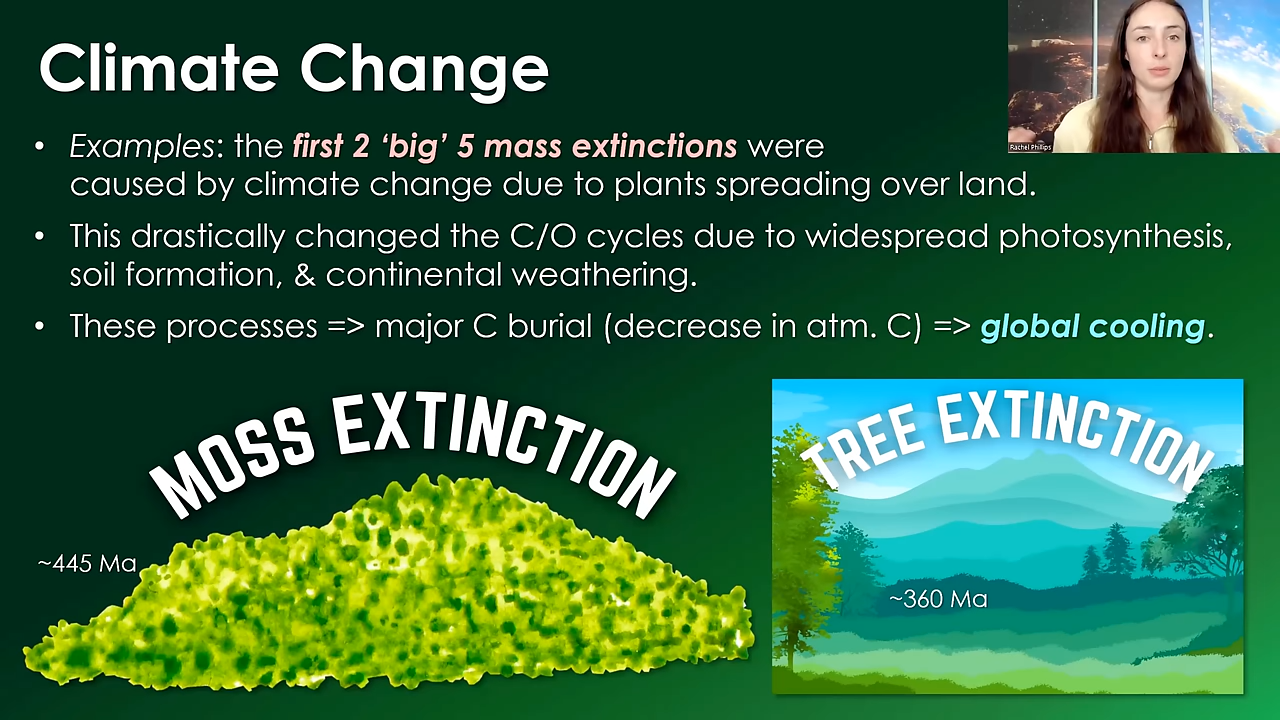 Climate Change
Rachel Phillips
• Examples: the first 2 ‘big’ 5 mass extinctions were
caused by climate change due to plants spreading over land.
• This drastically changed the C/O cycles due to widespread photosynthesis,
soil formation, & continental weathering.
• These processes => major C burial (decrease in atm. C) => global cooling.
MOSS EXTINCTION
~445 Ma
TREE EXTINCTION
~360 Ma